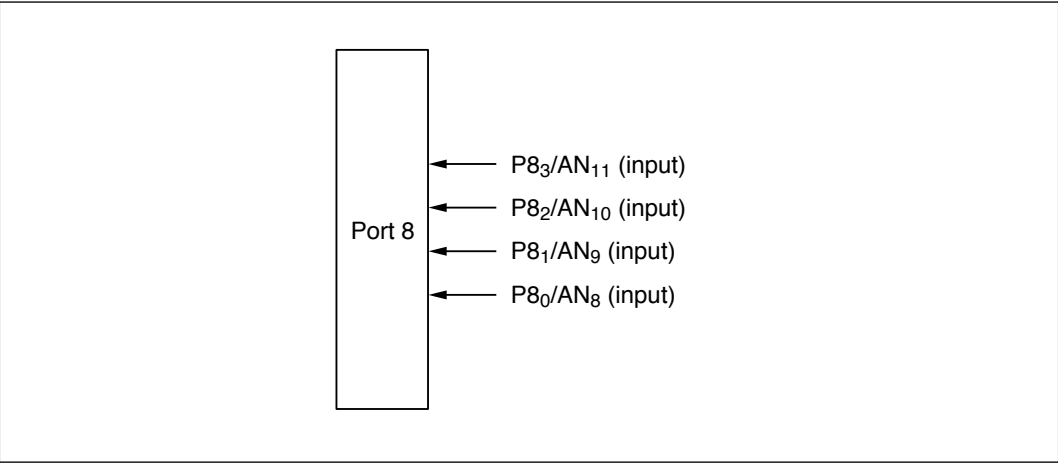 P8₃/AN₁₁ (input)
P8₂/AN₁₀ (input)
Port 8
P8₁/AN₉ (input)
P8₀/AN₈ (input)